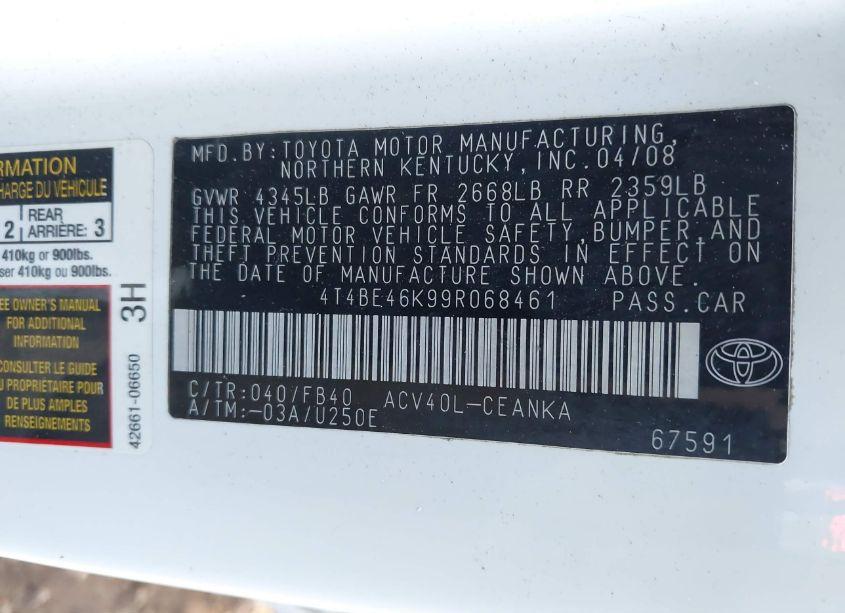 RMATION
CHARGE DU VÉHICULE
2 REAR
ARRIÈRE: 3
410kg or 900lbs.
ser 410kg ou 900lbs.
EE OWNER'S MANUAL
FOR ADDITIONAL
INFORMATION
CONSULTER LE GUIDE
U PROPRIÉTAIRE POUR
DE PLUS AMPLES
RENSEIGNEMENTS
3H
42661-06650
MFD.BY:TOYOTA MOTOR MANUFACTURING,
NORTHERN KENTUCKY,INC.04/08
GVWR 4345LB GAWR FR 2668LB RR 2359LB
THIS VEHICLE CONFORMS TO ALL APPLICABLE
FEDERAL MOTOR VEHICLE SAFETY,BUMPER,AND
THEFT PREVENTION STANDARDS IN EFFECT ON
THE DATE OF MANUFACTURE SHOWN ABOVE.
4T4BE46K99R068461 PASS.CAR
C/TR:040/FB40 ACV40L-CEANKA
A/TM:-03A/U250E
67591